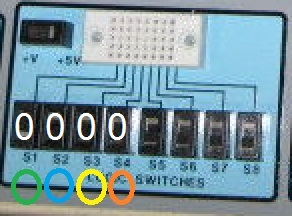 +V +5V
0 0 0 0
S1 S2 S3 S4 S5 S6 S7 S8
SWITCHES